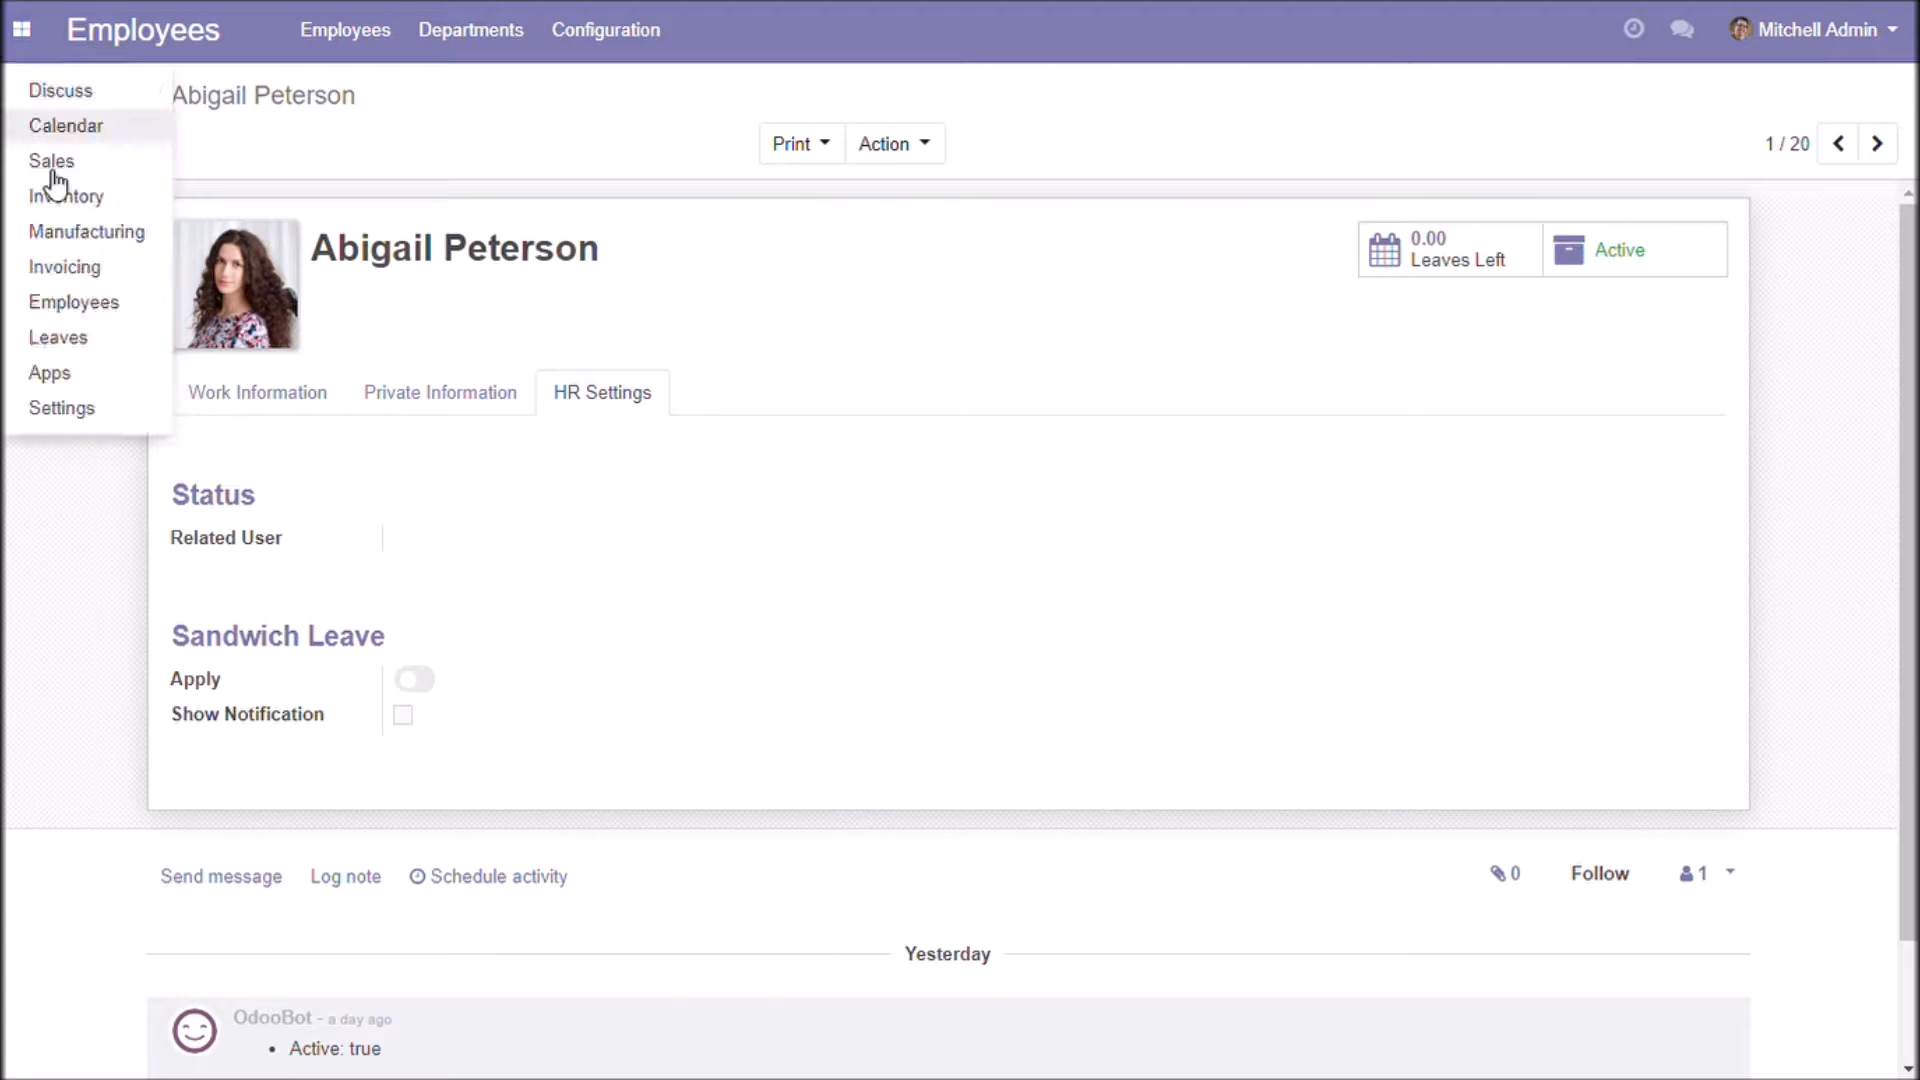 Employees Employees Departments Configuration Mitchell Admin
Discuss
Calendar
Sales
Inventory
Manufacturing
Invoicing
Employees
Leaves
Apps
Settings
Abigail Peterson
Print Action
1 / 20
Abigail Peterson
0.00
Leaves Left
Active
Work Information Private Information HR Settings
Status
Related User
Sandwich Leave
Apply
Show Notification
Send message Log note Schedule activity
0 Follow 1
Yesterday
OdooBot - a day ago
• Active: true